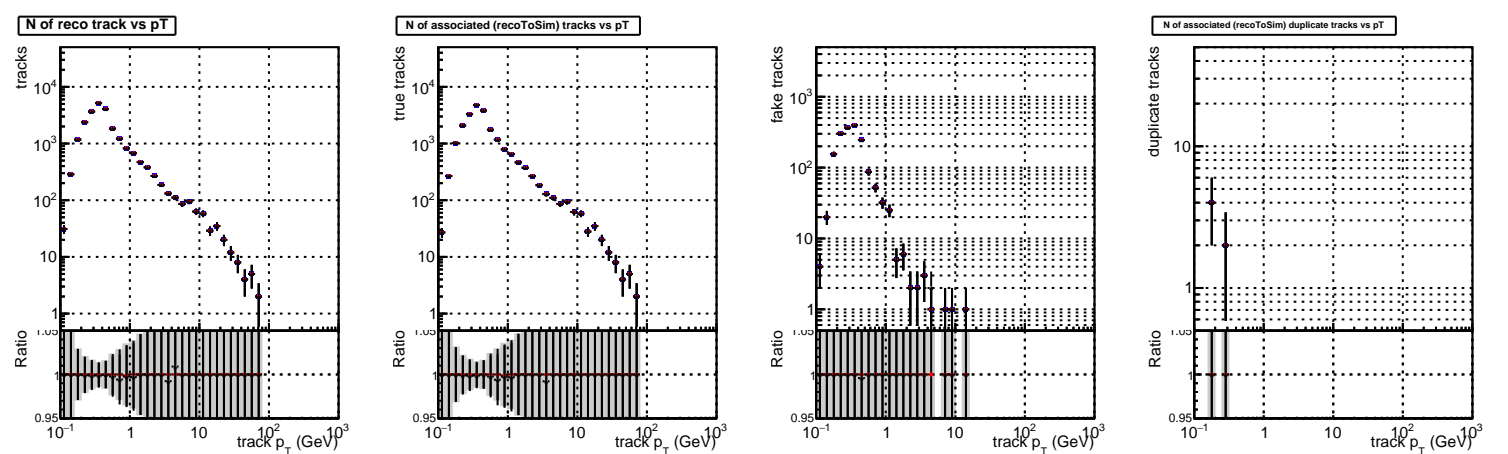 N of reco track vs pT
tracks
10^4
10^3
10^2
10
1
Ratio
1.05
1
0.95
10^-1 1 10 10^2 10^3
track p_T (GeV)
N of associated (recoToSim) tracks vs pT
true tracks
10^4
10^3
10^2
10
1
Ratio
1.05
1
0.95
10^-1 1 10 10^2 10^3
track p_T (GeV)
fake tracks
10^3
10^2
10
1
Ratio
1.05
1
0.95
10^-1 1 10 10^2 10^3
track p_T (GeV)
N of associated (recoToSim) duplicate tracks vs pT
duplicate tracks
10
1
Ratio
1.05
1
0.95
10^-1 1 10 10^2 10^3
track p_T (GeV)